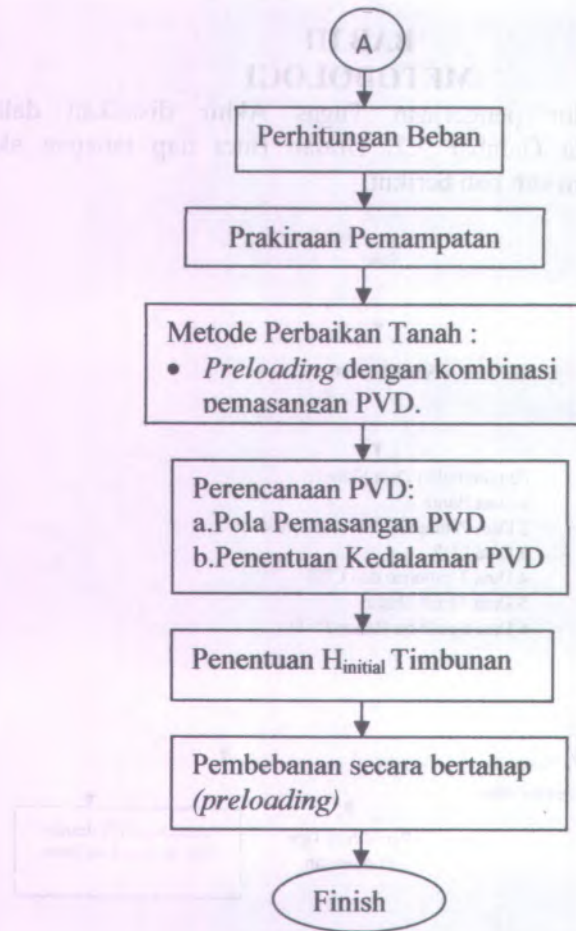 A
Perhitungan Beban
Prakiraan Pemampatan
Metode Perbaikan Tanah :
• Preloading dengan kombinasi
pemasangan PVD.
Perencanaan PVD:
a.Pola Pemasangan PVD
b.Penentuan Kedalaman PVD
Penentuan Hinitial Timbunan
Pembebanan secara bertahap
(preloading)
Finish